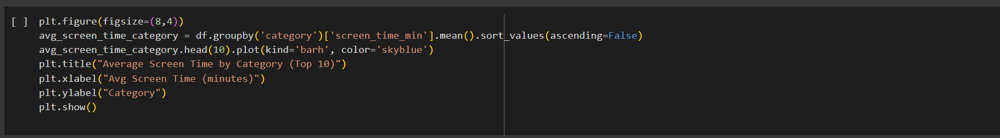 [ ] plt.figure(figsize=(8,4))
avg_screen_time_category = df.groupby('category')['screen_time_min'].mean().sort_values(ascending=False)
avg_screen_time_category.head(10).plot(kind='barh', color='skyblue')
plt.title("Average Screen Time by Category (Top 10)")
plt.xlabel("Avg Screen Time (minutes)")
plt.ylabel("Category")
plt.show()